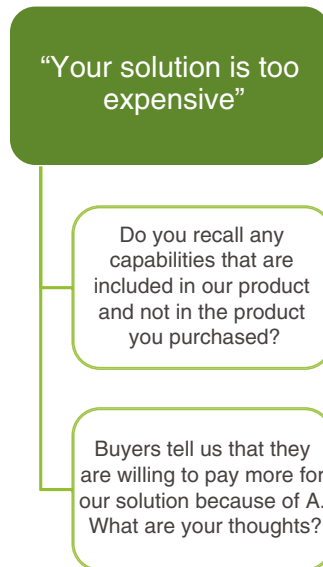 “Your solution is too
expensive”
Do you recall any
capabilities that are
included in our product
and not in the product
you purchased?
Buyers tell us that they
are willing to pay more for
our solution because of A.
What are your thoughts?